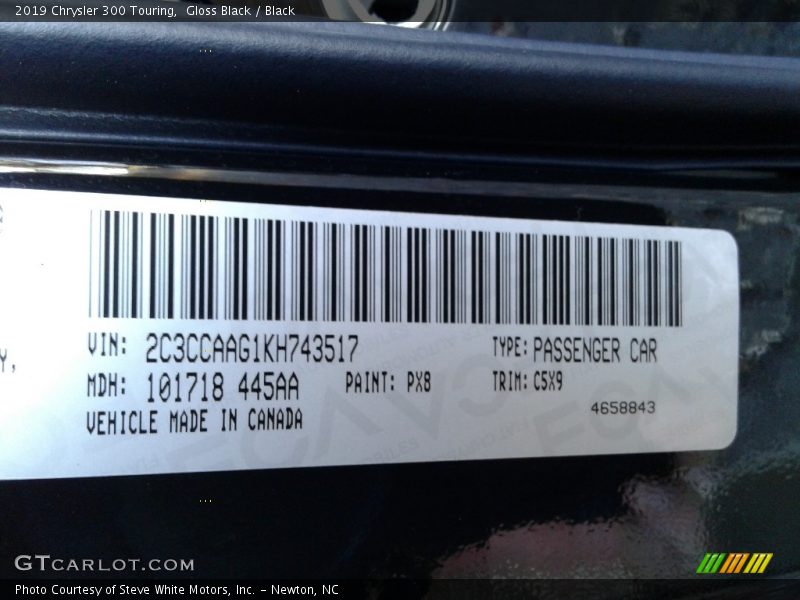 2019 Chrysler 300 Touring,  Gloss Black / Black
VIN: 2C3CCAAG1KH743517 TYPE: PASSENGER CAR
Y,
MDH: 101718 445AA PAINT: PX8 TRIM: C5X9
VEHICLE MADE IN CANADA 4658843
GTCARLOT.COM
Photo Courtesy of Steve White Motors, Inc. – Newton, NC